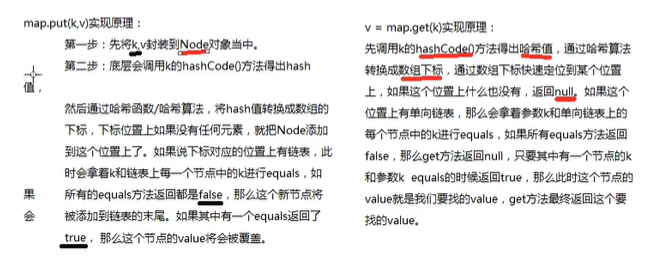 map.put(k,v)实现原理：
第一步：先将k,v封装到Node对象当中。
第二步：底层会调用k的hashCode()方法得出hash
值，
然后通过哈希函数/哈希算法，将hash值转换成数组的
下标，下标位置上如果没有任何元素，就把Node添加
到这个位置上了。如果说下标对应的位置上有链表，此
时会拿着k和链表上每一个节点中的k进行equals，如
果 所有的equals方法返回都是false，那么这个新节点将
会 被添加到链表的末尾。如果其中有一个equals返回了
true，那么这个节点的value将会被覆盖。
v = map.get(k)实现原理：
先调用k的hashCode()方法得出哈希值，通过哈希算法
转换成数组下标，通过数组下标快速定位到某个位置
上，如果这个位置上什么也没有，返回null。如果这个
位置上有单向链表，那么会拿着参数k和单向链表上的
每个节点中的k进行equals，如果所有equals方法返回
false，那么get方法返回null，只要其中有一个节点的k
和参数k equals的时候返回true，那么此时这个节点的
value就是我们要找的value，get方法最终返回这个要
找的value。